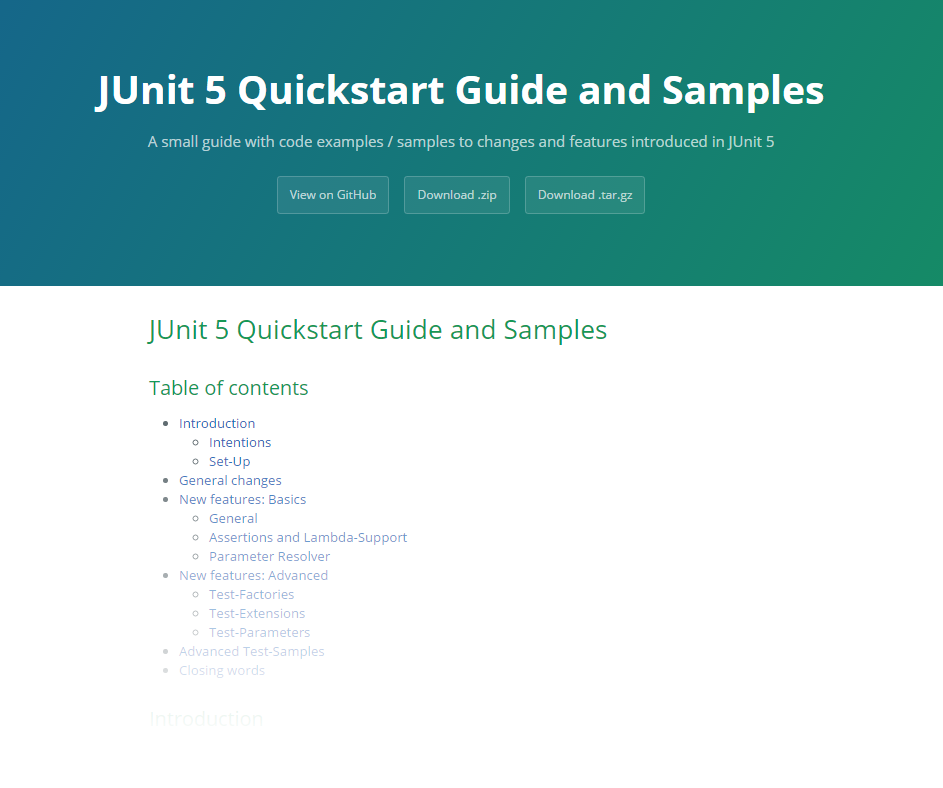 JUnit 5 Quickstart Guide and Samples
A small guide with code examples / samples to changes and features introduced in JUnit 5
View on GitHub
Download .zip
Download .tar.gz
JUnit 5 Quickstart Guide and Samples
Table of contents
Introduction
Intentions
Set-Up
General changes
New features: Basics
General
Assertions and Lambda-Support
Parameter Resolver
New features: Advanced
Test-Factories
Test-Extensions
Test-Parameters
Advanced Test-Samples
Closing words
Introduction